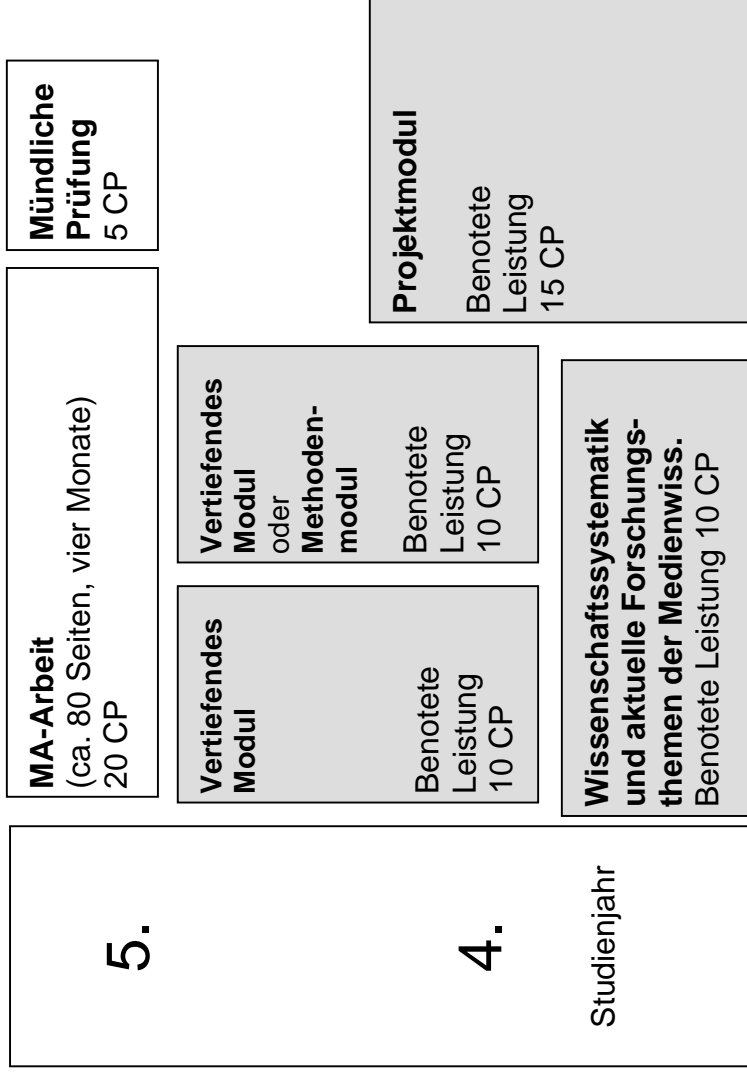 5.
4.
Studienjahr
MA-Arbeit
(ca. 80 Seiten, vier Monate)
20 CP
Mündliche
Prüfung
5 CP
Vertiefendes
Modul
Benotete
Leistung
10 CP
Vertiefendes
Modul
oder
Methoden-
modul
Benotete
Leistung
10 CP
Projektmodul
Benotete
Leistung
15 CP
Wissenschaftssystematik
und aktuelle Forschungs-
themen der Medienwiss.
Benotete Leistung 10 CP